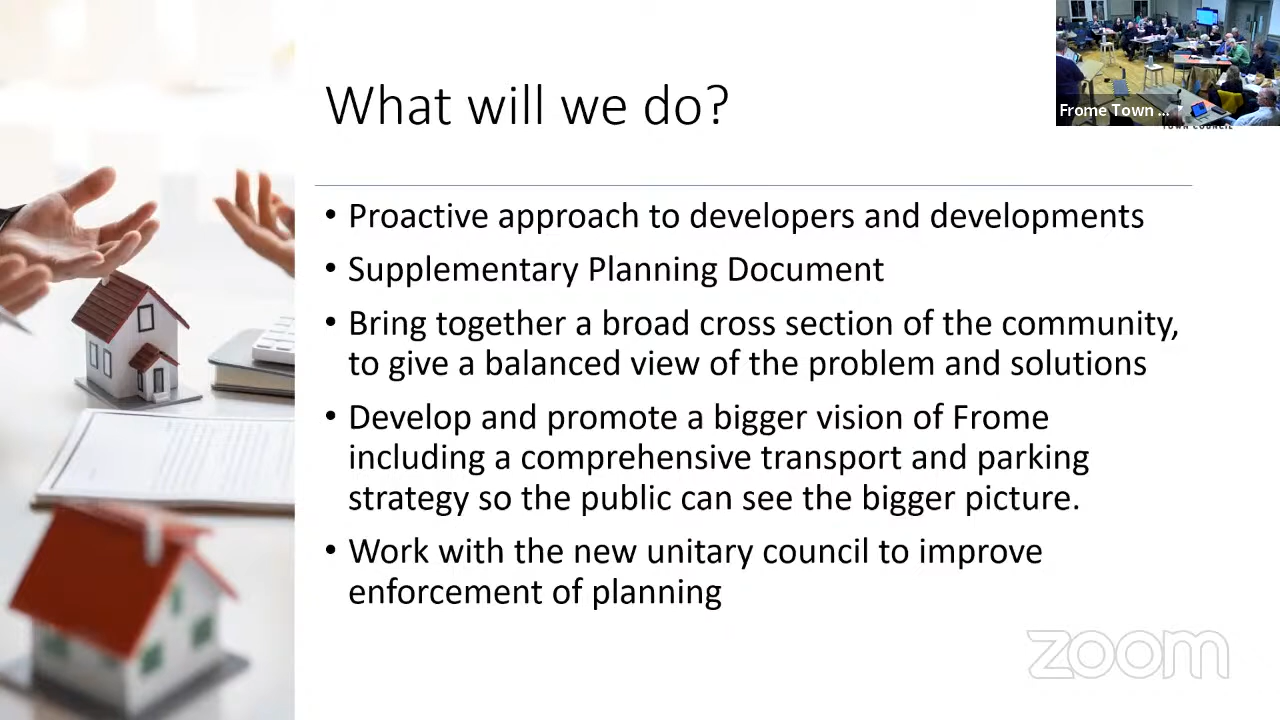 What will we do?
Frome Town ...
TOWN COUNCIL
• Proactive approach to developers and developments
• Supplementary Planning Document
• Bring together a broad cross section of the community,
to give a balanced view of the problem and solutions
• Develop and promote a bigger vision of Frome
including a comprehensive transport and parking
strategy so the public can see the bigger picture.
• Work with the new unitary council to improve
enforcement of planning
zoom